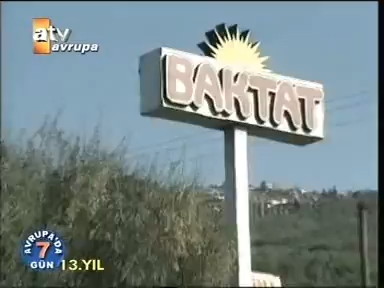 atv
avrupa
BAKTAT
AVRUPA'DA
7
GÜN
13.YIL